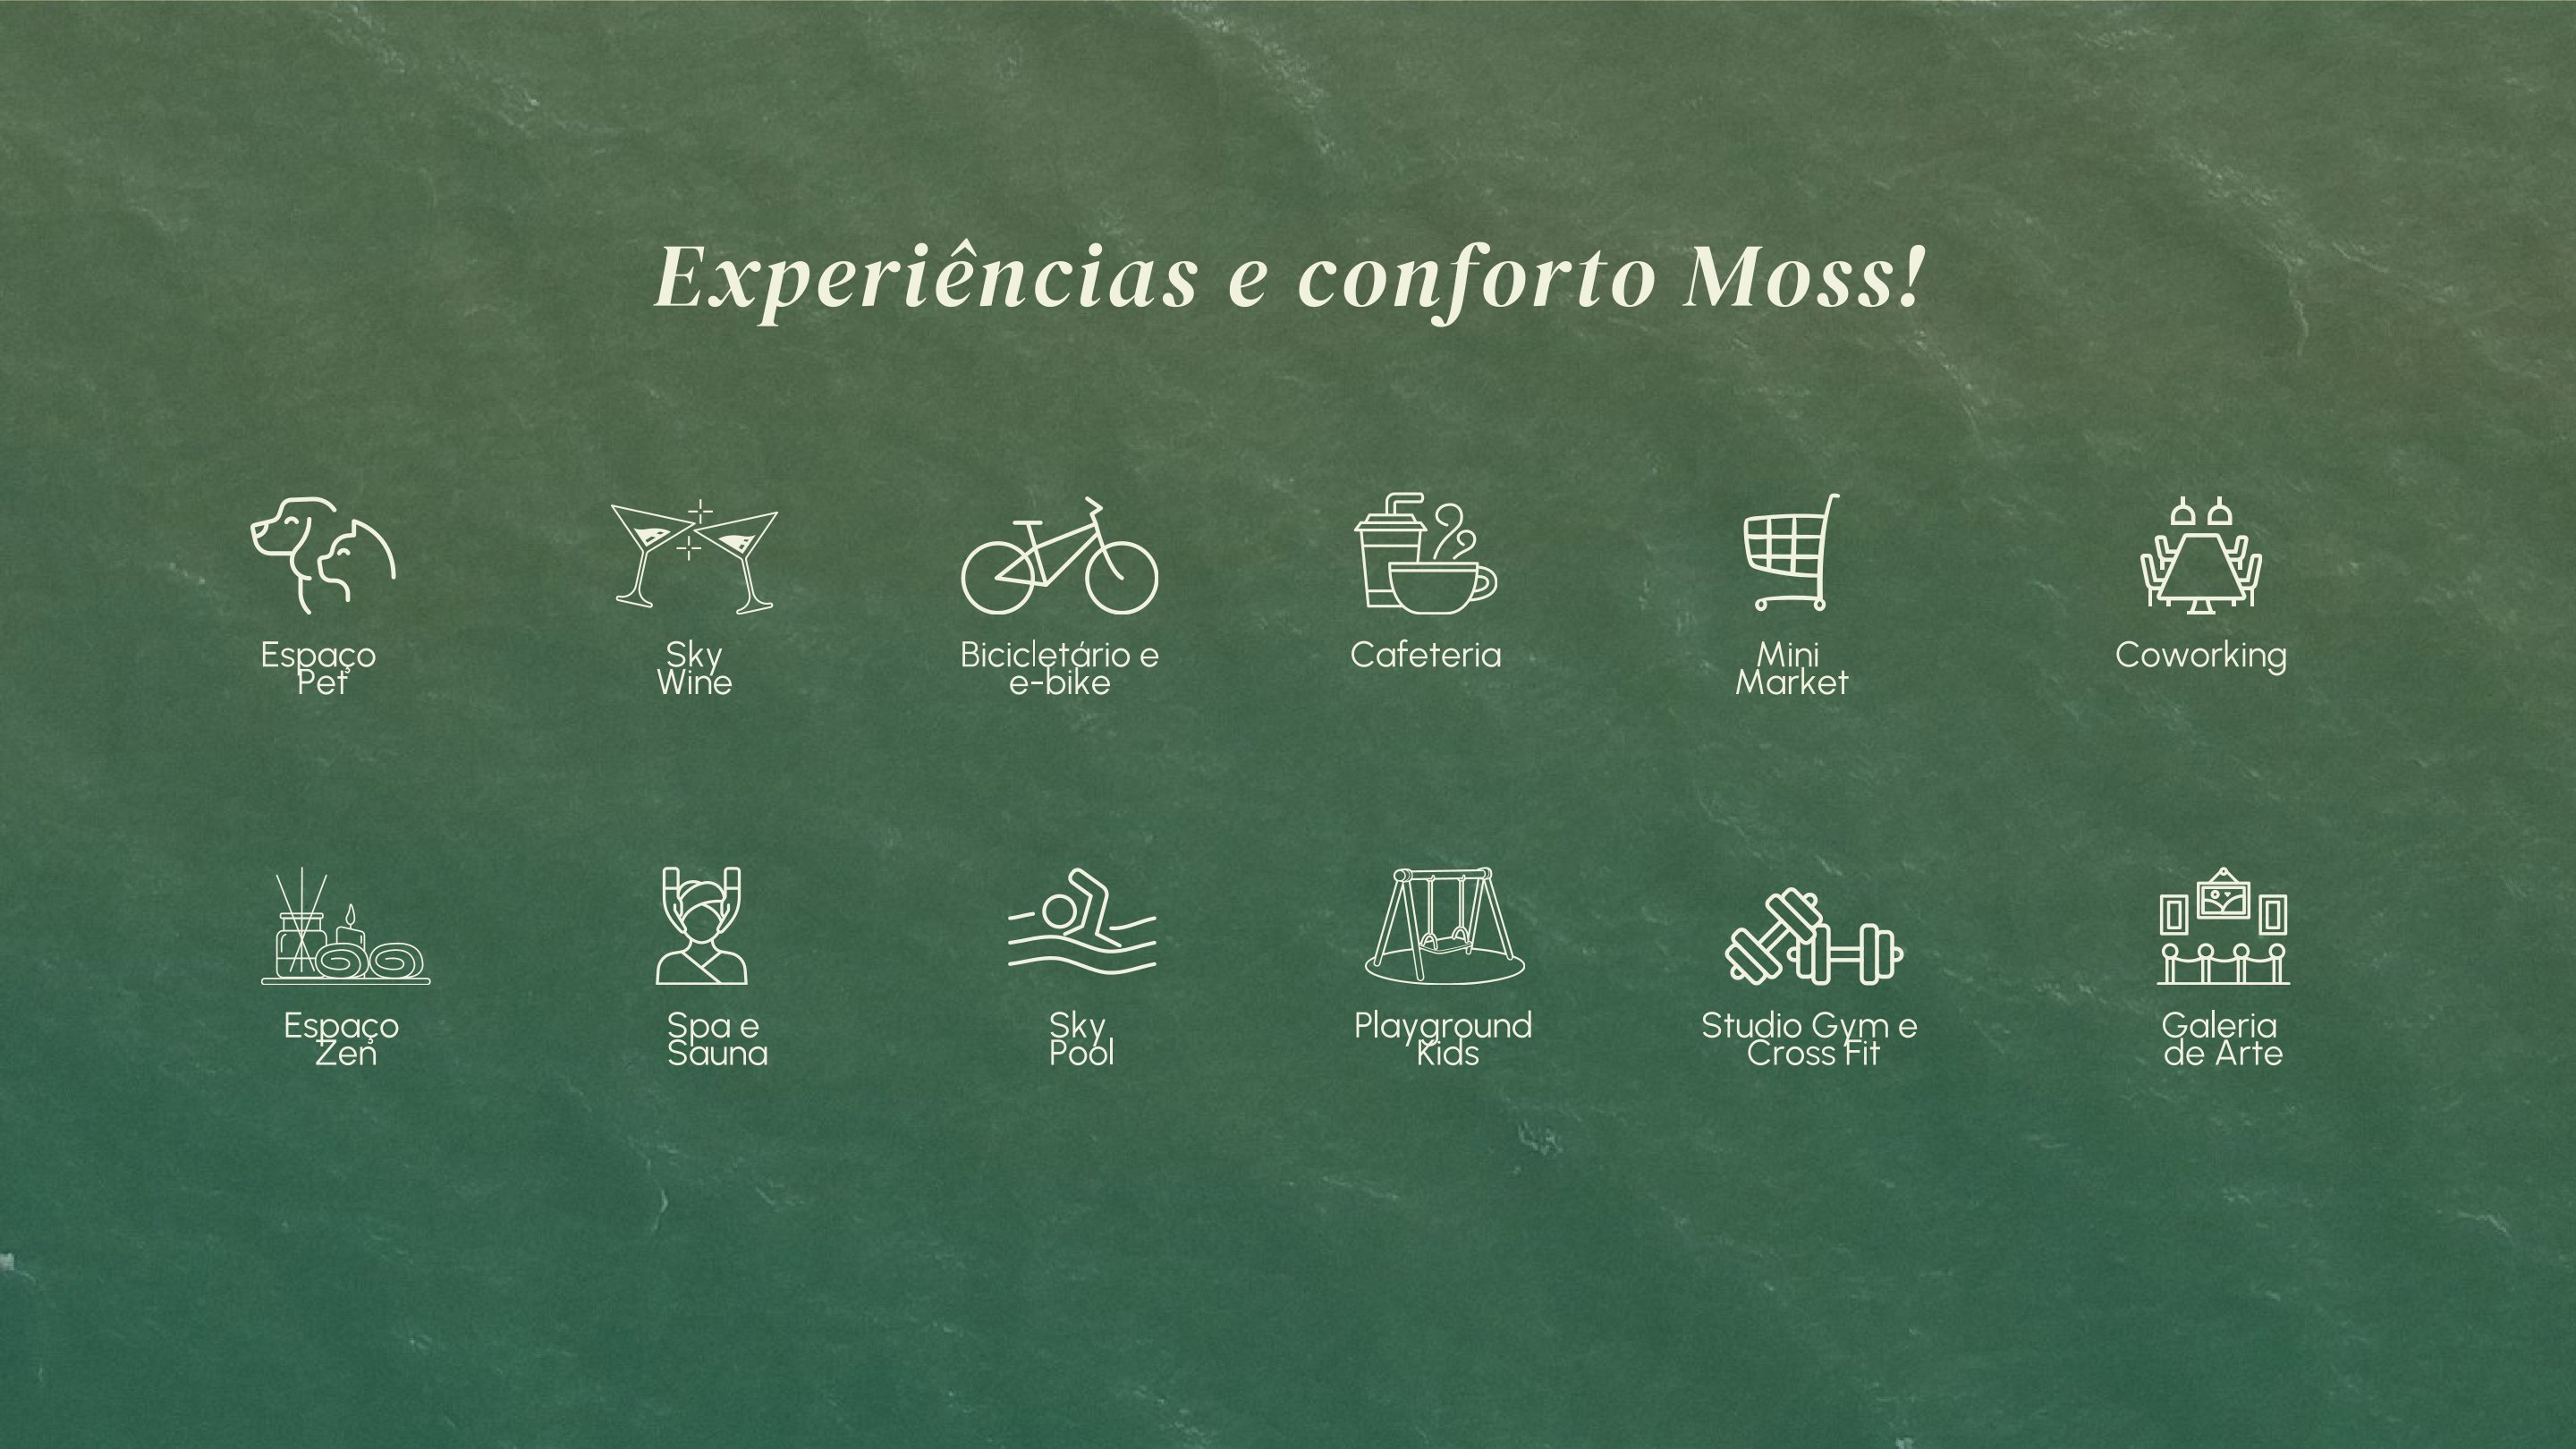 Experiências e conforto Moss!
Espaço
Pet
Sky
Wine
Bicicletário e
e-bike
Cafeteria
Mini
Market
Coworking
Espaço
Zen
Spa e
Sauna
Sky
Pool
Playground
Kids
Studio Gym e
Cross Fit
Galeria
de Arte